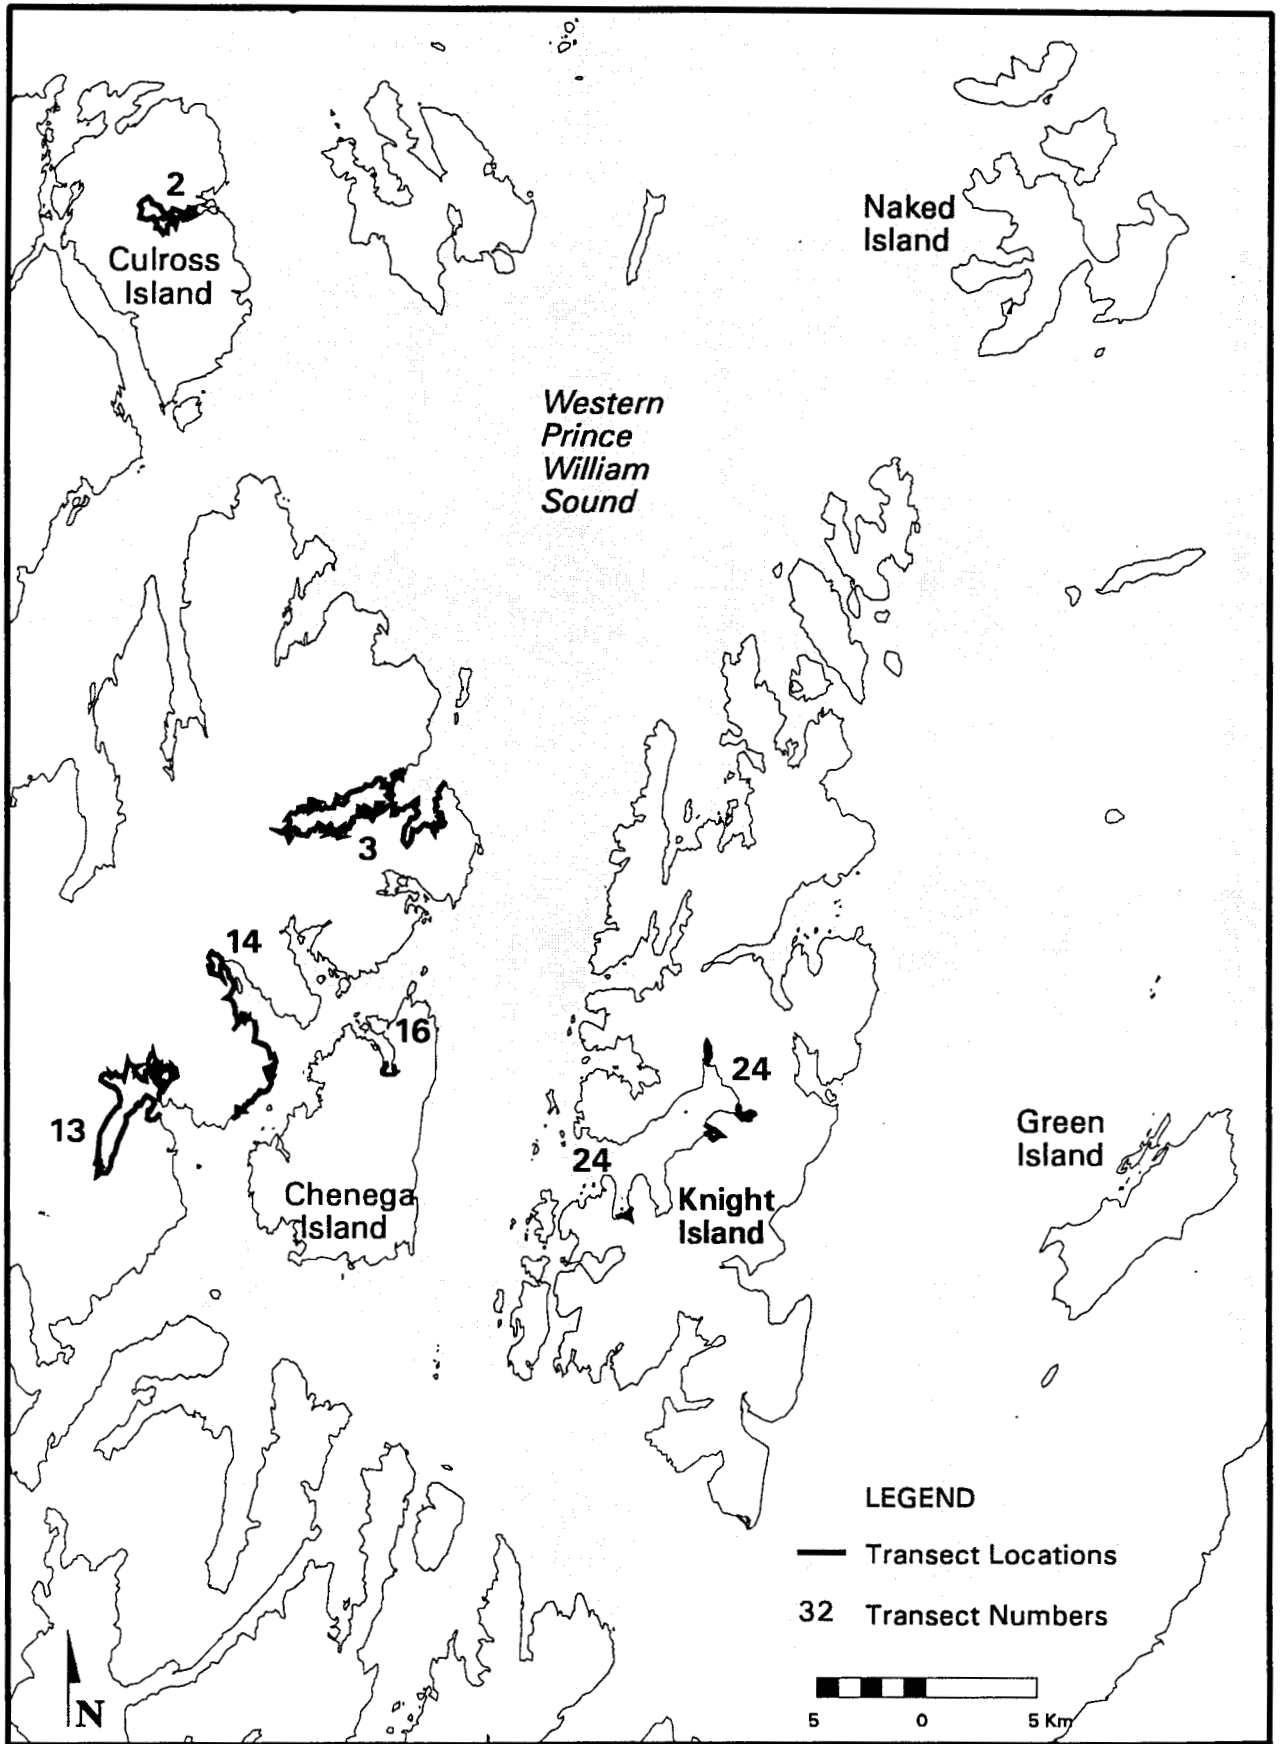 2
Culross
Island
Naked
Island
Western
Prince
William
Sound
3
14
16
13
24
24
Green
Island
Chenega
Island
Knight
Island
LEGEND
Transect Locations
32 Transect Numbers
N
5 0 5 Km